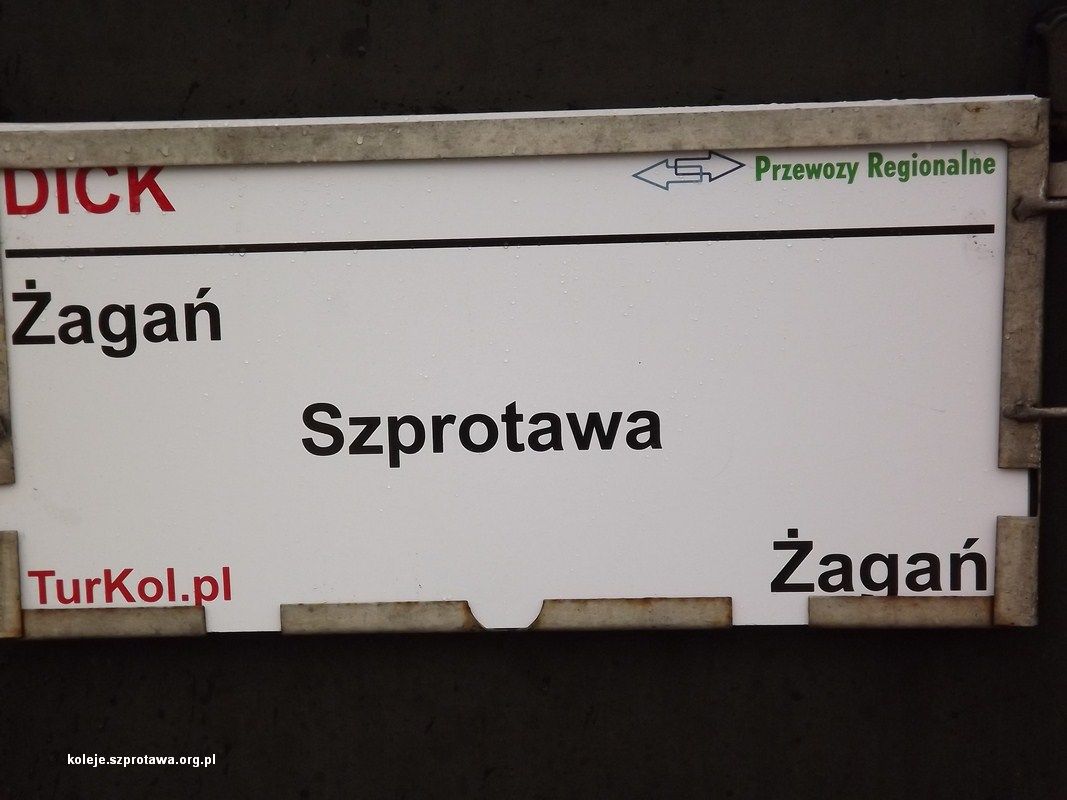 DICK
Przewozy Regionalne
Żagań
Szprotawa
Żagań
TurKol.pl
koleje.szprotawa.org.pl